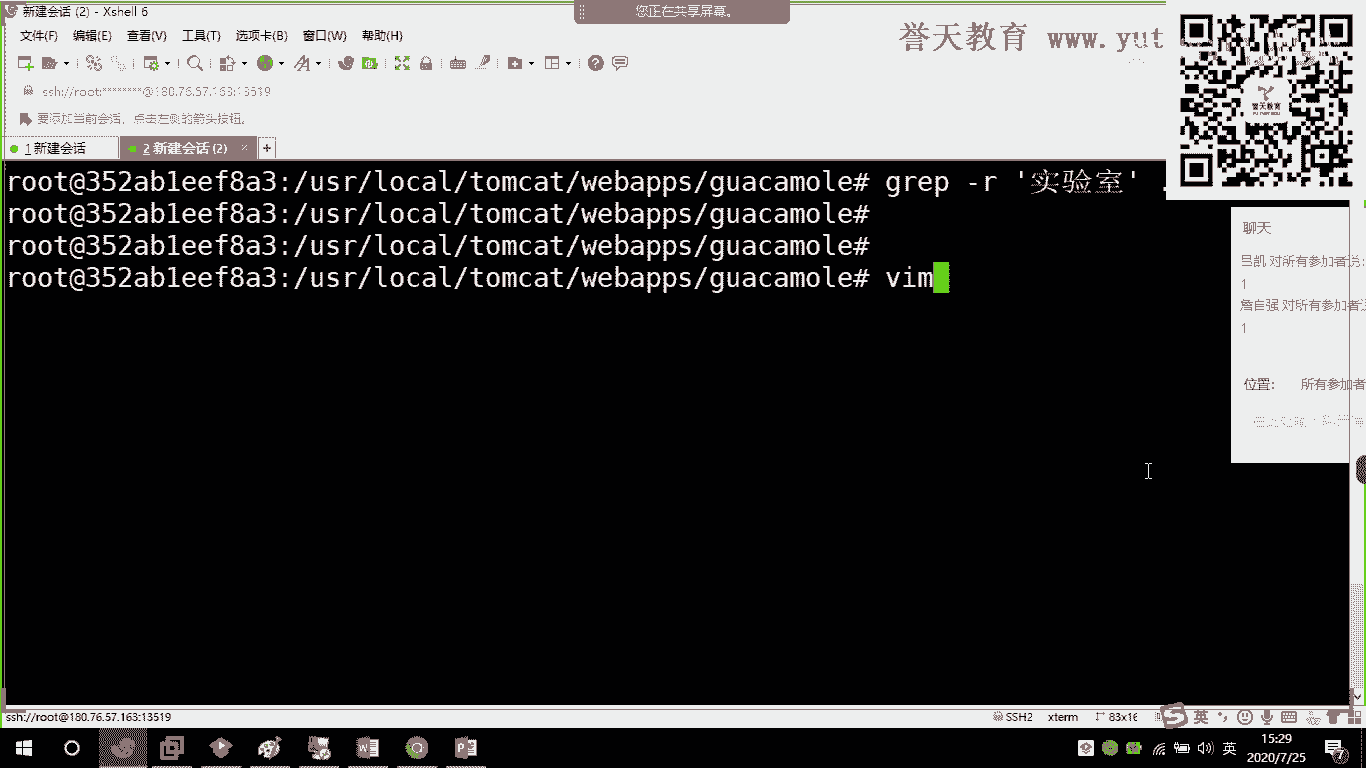 新建会话 (2) - Xshell 6
您正在共享屏幕。
文件(F) 编辑(E) 查看(V) 工具(T) 选项卡(B) 窗口(W) 帮助(H)
誉天教育 www.yut
誉天教育
ssh://root:********@180.76.57.163:13519
要添加当前会话，点击左侧的箭头按钮。
1 新建会话
2 新建会话 (2) × +
root@352ab1eef8a3:/usr/local/tomcat/webapps/guacamole# grep -r '实验室' .
root@352ab1eef8a3:/usr/local/tomcat/webapps/guacamole#
root@352ab1eef8a3:/usr/local/tomcat/webapps/guacamole#
root@352ab1eef8a3:/usr/local/tomcat/webapps/guacamole# vim
聊天
凯 对所有参加者说:
1
詹自强 对所有参加者说
1
位置: 所有参加者
ssh://root@180.76.57.163:13519
SSH2 xterm 83x16
英
英
15:29
2020/7/25
7